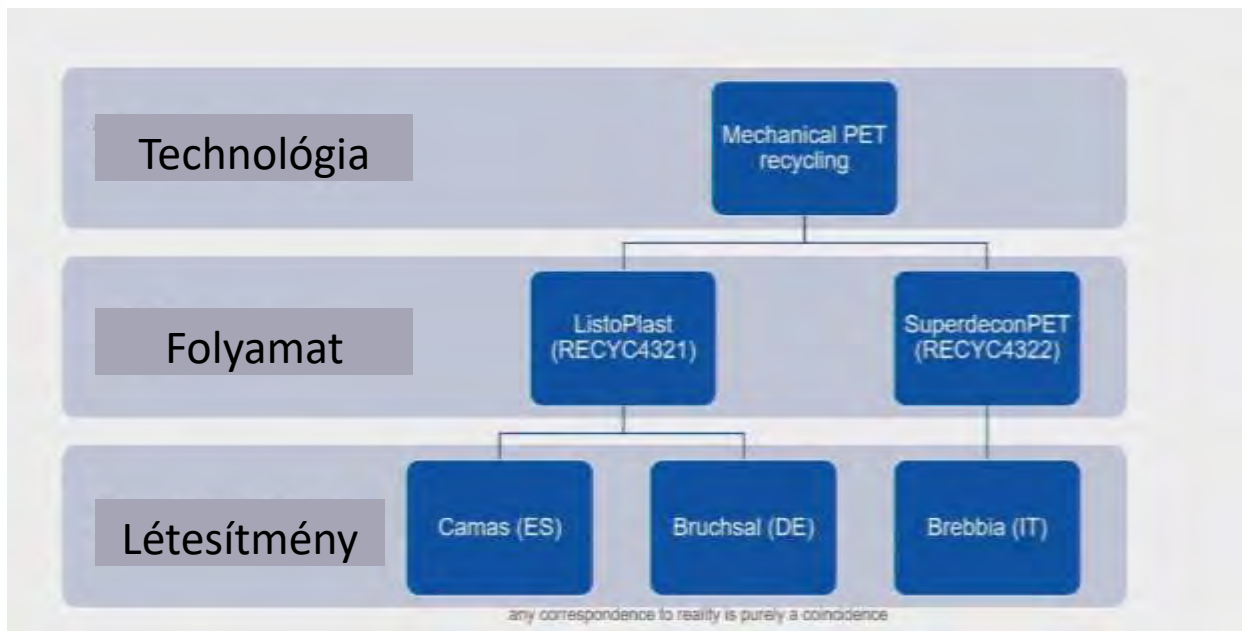 Technológia
Mechanical PET
recycling
Folyamat
ListoPlast
(RECYC4321)
SuperdeconPET
(RECYC4322)
Létesítmény
Camas (ES)
Bruchsal (DE)
Brebbia (IT)
any correspondence to reality is purely a coincidence